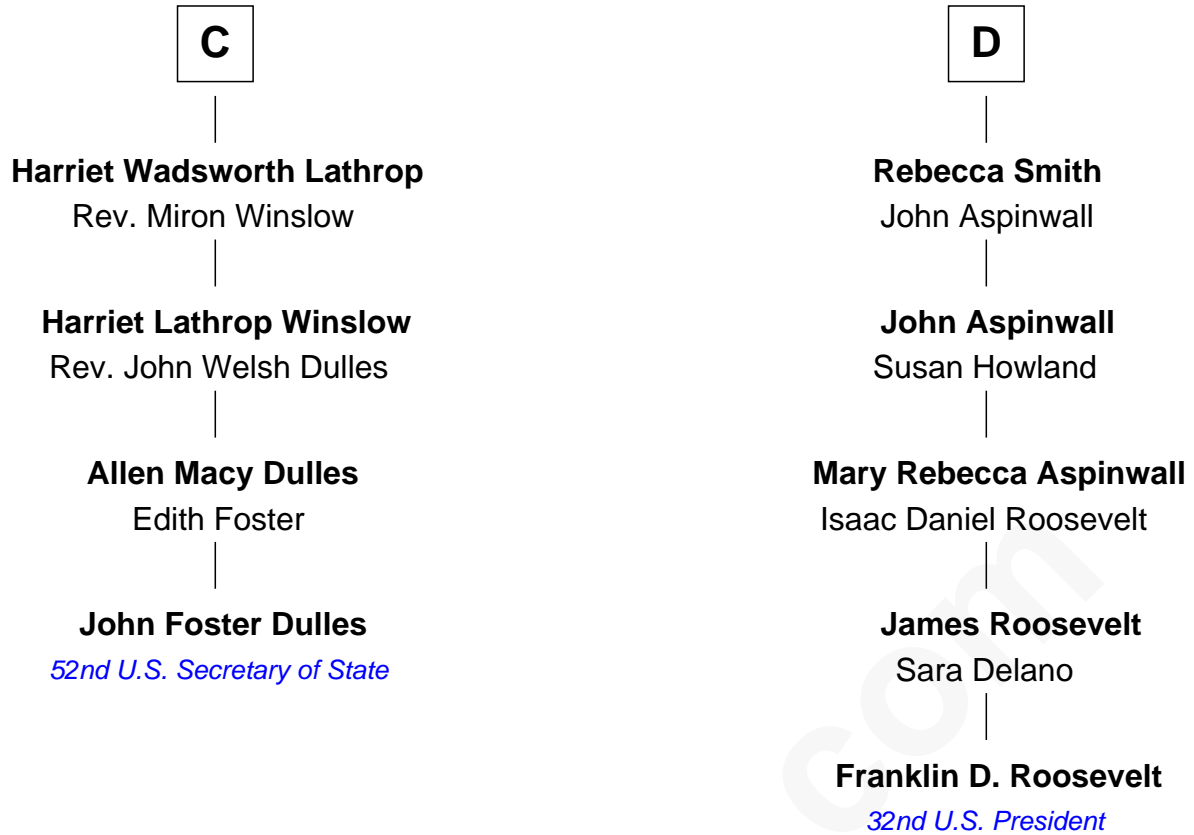 C
Harriet Wadsworth Lathrop
Rev. Miron Winslow
Harriet Lathrop Winslow
Rev. John Welsh Dulles
Allen Macy Dulles
Edith Foster
John Foster Dulles
52nd U.S. Secretary of State
D
Rebecca Smith
John Aspinwall
John Aspinwall
Susan Howland
Mary Rebecca Aspinwall
Isaac Daniel Roosevelt
James Roosevelt
Sara Delano
Franklin D. Roosevelt
32nd U.S. President
com